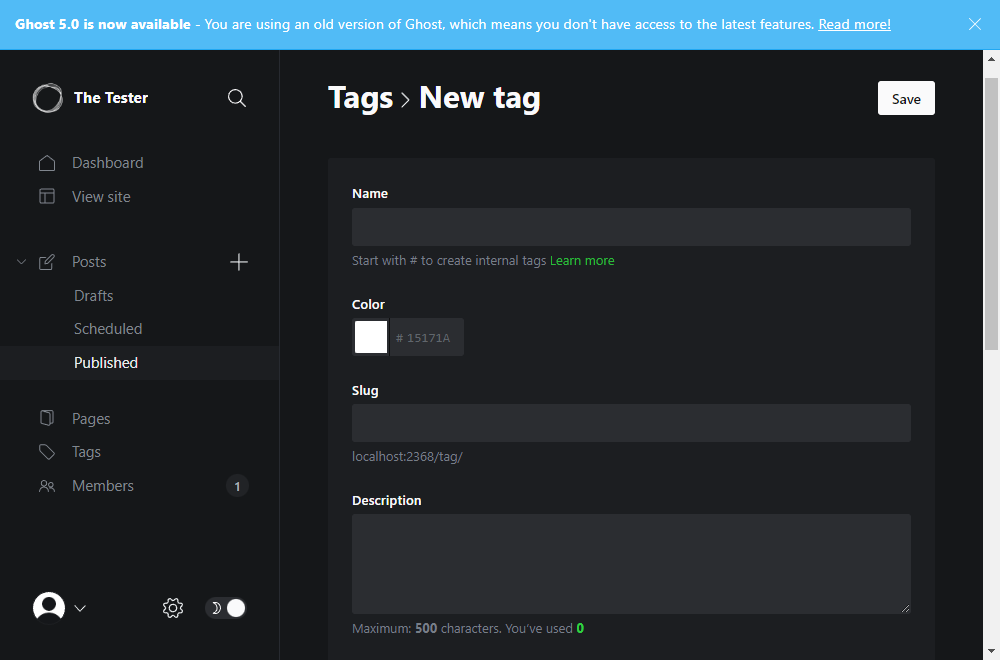 Ghost 5.0 is now available - You are using an old version of Ghost, which means you don't have access to the latest features. Read more!
The Tester
Dashboard
View site
Posts
Drafts
Scheduled
Published
Pages
Tags
Members 1
Tags > New tag
Save
Name
Start with # to create internal tags Learn more
Color
# 15171A
Slug
localhost:2368/tag/
Description
Maximum: 500 characters. You've used 0